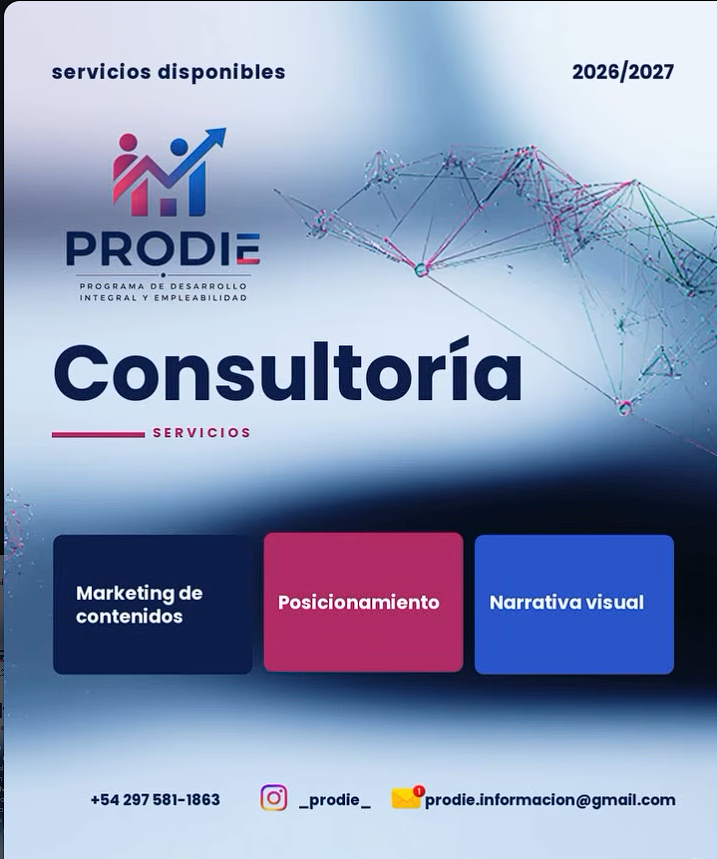 servicios disponibles
2026/2027
PRODIE
PROGRAMA DE DESARROLLO
INTEGRAL Y EMPLEABILIDAD
Consultoría
SERVICIOS
Marketing de
contenidos
Posicionamiento
Narrativa visual
+54 297 581-1863
_prodie_
1
prodie.informacion@gmail.com